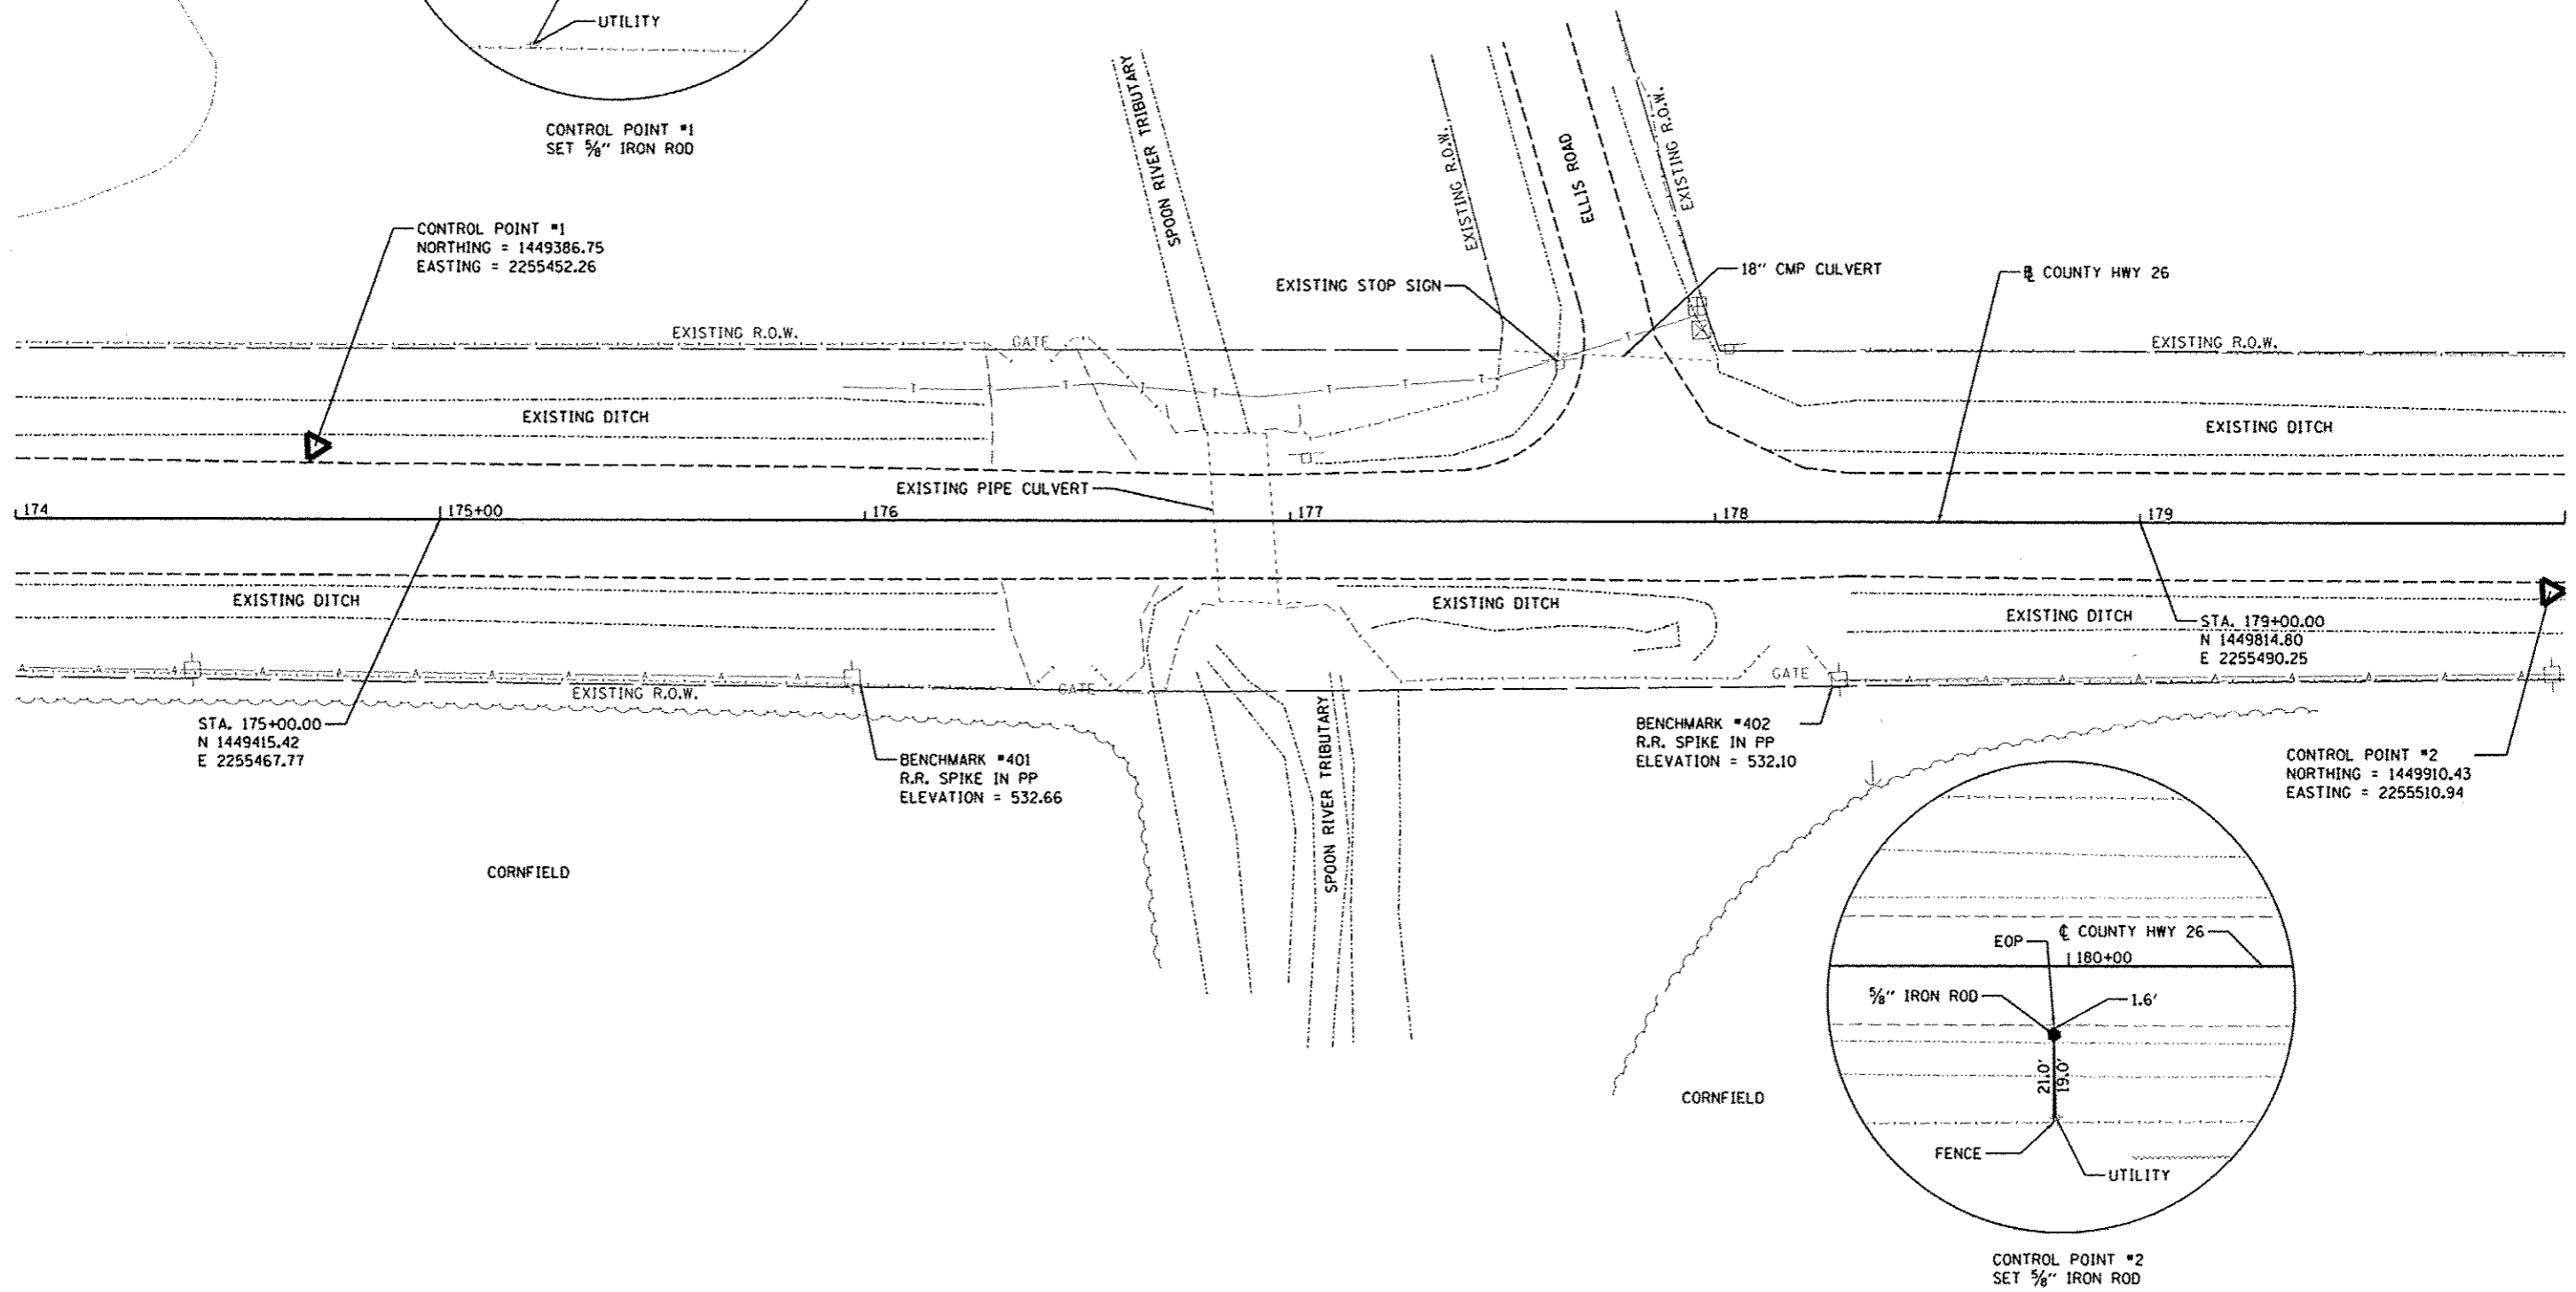 UTILITY
CONTROL POINT #1
SET 5/8" IRON ROD
CONTROL POINT #1
NORTHING = 1449386.75
EASTING = 2255452.26
SPOON RIVER TRIBUTARY
EXISTING R.O.W.
ELLIS ROAD
EXISTING R.O.W.
EXISTING STOP SIGN
18" CMP CULVERT
℄ COUNTY HWY 26
EXISTING R.O.W.
GATE
EXISTING R.O.W.
EXISTING DITCH
EXISTING DITCH
EXISTING PIPE CULVERT
174
175+00
176
177
178
179
EXISTING DITCH
EXISTING DITCH
EXISTING DITCH
STA. 179+00.00
N 1449814.80
E 2255490.25
EXISTING R.O.W.
GATE
GATE
STA. 175+00.00
N 1449415.42
E 2255467.77
BENCHMARK #401
R.R. SPIKE IN PP
ELEVATION = 532.66
SPOON RIVER TRIBUTARY
BENCHMARK #402
R.R. SPIKE IN PP
ELEVATION = 532.10
CONTROL POINT #2
NORTHING = 1449910.43
EASTING = 2255510.94
CORNFIELD
CORNFIELD
℄ COUNTY HWY 26
EOP
180+00
5/8" IRON ROD
1.6'
21.0'
19.0'
FENCE
UTILITY
CONTROL POINT #2
SET 5/8" IRON ROD